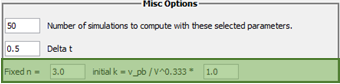 Misc Options
50 Number of simulations to compute with these selected parameters.
0.5 Delta t
Fixed n = 3.0 initial k = v_pb / V^0.333 * 1.0